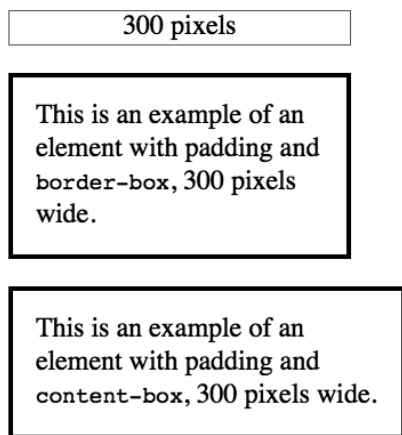 300 pixels
This is an example of an
element with padding and
border-box, 300 pixels
wide.
This is an example of an
element with padding and
content-box, 300 pixels wide.